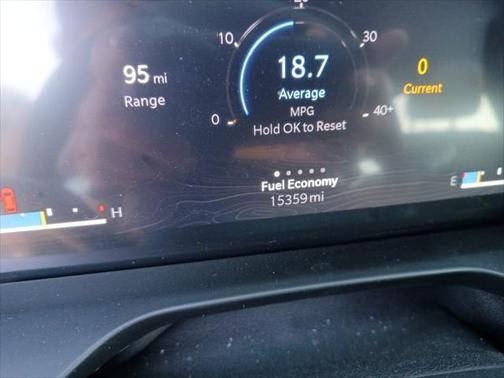 10
30
95 mi
Range
18.7
Average
MPG
0
Current
0
40+
Hold OK to Reset
Fuel Economy
15359 mi
H
E